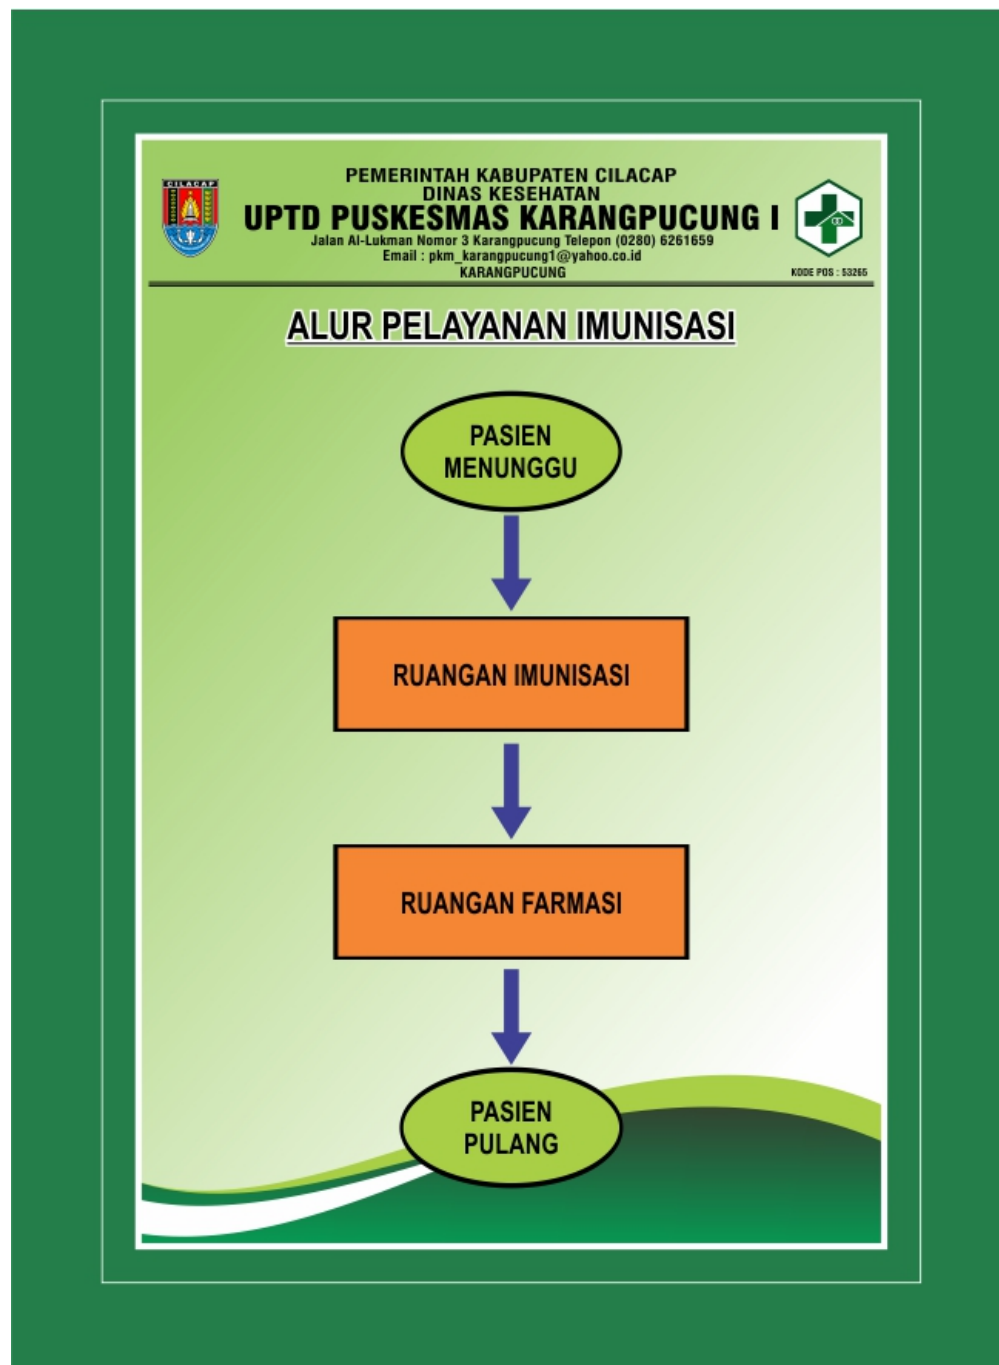 CILACAP
PEMERINTAH KABUPATEN CILACAP
DINAS KESEHATAN
UPTD PUSKESMAS KARANGPUCUNG I
Jalan Al-Lukman Nomor 3 Karangpucung Telepon (0280) 6261659
Email : pkm_karangpucung1@yahoo.co.id
KARANGPUCUNG
KODE POS : 53265
ALUR PELAYANAN IMUNISASI
PASIEN
MENUNGGU
RUANGAN IMUNISASI
RUANGAN FARMASI
PASIEN
PULANG